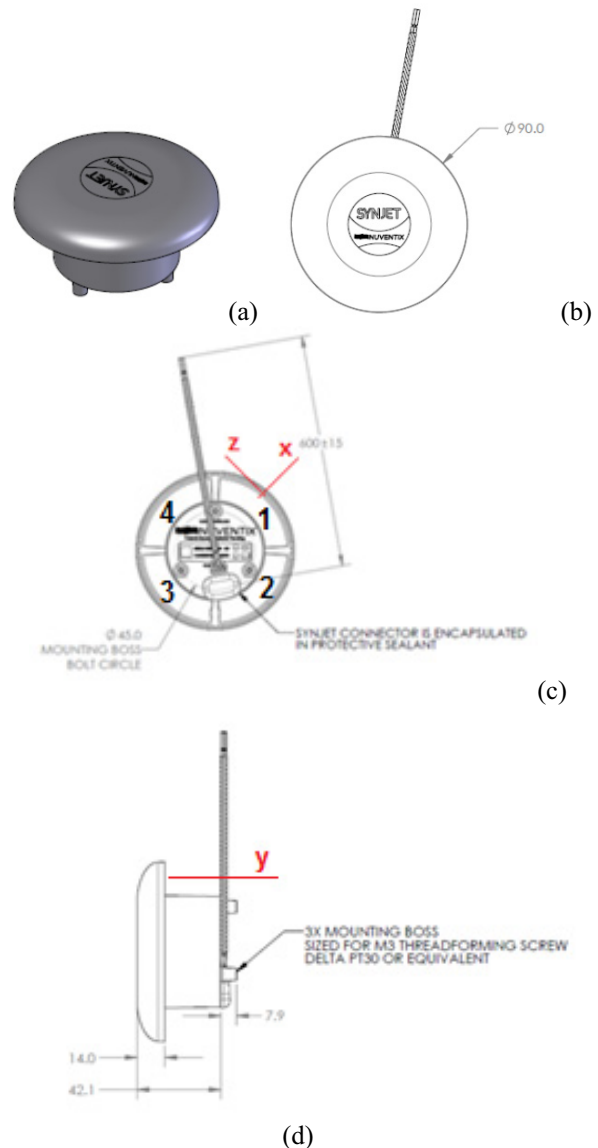 SYNJET
(a)
Ø90.0
SYNJET
NUVENTIX
(b)
z
x
600±15
4
1
NUVENTIX
3
2
Ø 45.0
MOUNTING BOSS
BOLT CIRCLE
SYNJET CONNECTOR IS ENCAPSULATED
IN PROTECTIVE SEALANT
(c)
y
3X MOUNTING BOSS
SIZED FOR M3 THREADFORMING SCREW
DELTA PT30 OR EQUIVALENT
7.9
14.0
42.1
(d)